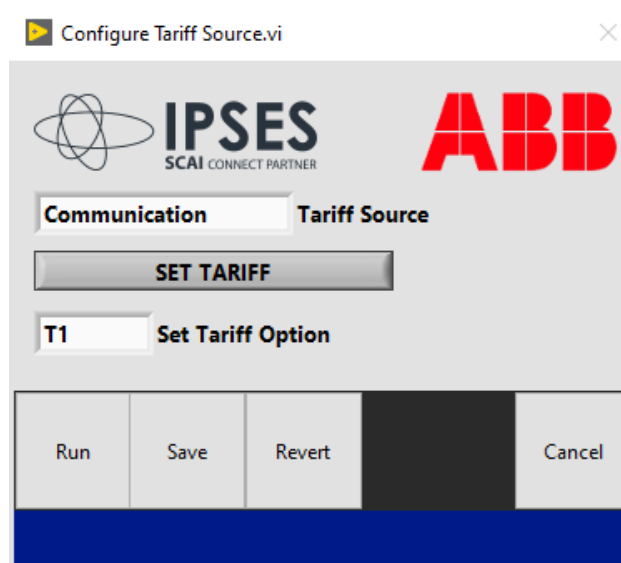 Configure Tariff Source.vi
IPSES
SCAI CONNECT PARTNER
ABB
Communication Tariff Source
SET TARIFF
T1 Set Tariff Option
Run Save Revert Cancel